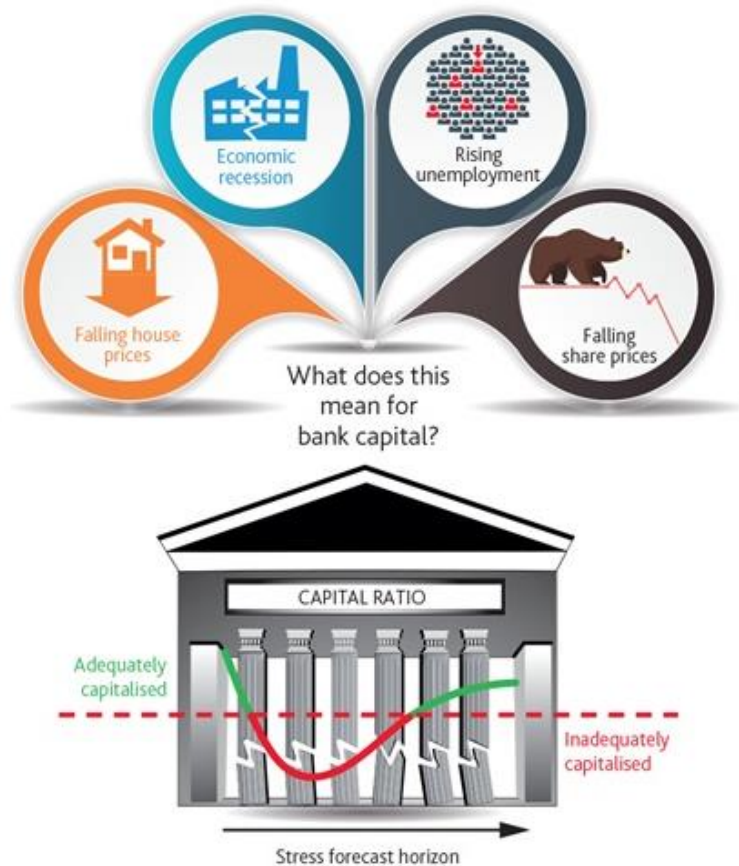 Economic
recession
Rising
unemployment
Falling house
prices
Falling
share prices
What does this
mean for
bank capital?
CAPITAL RATIO
Adequately
capitalised
Inadequately
capitalised
Stress forecast horizon